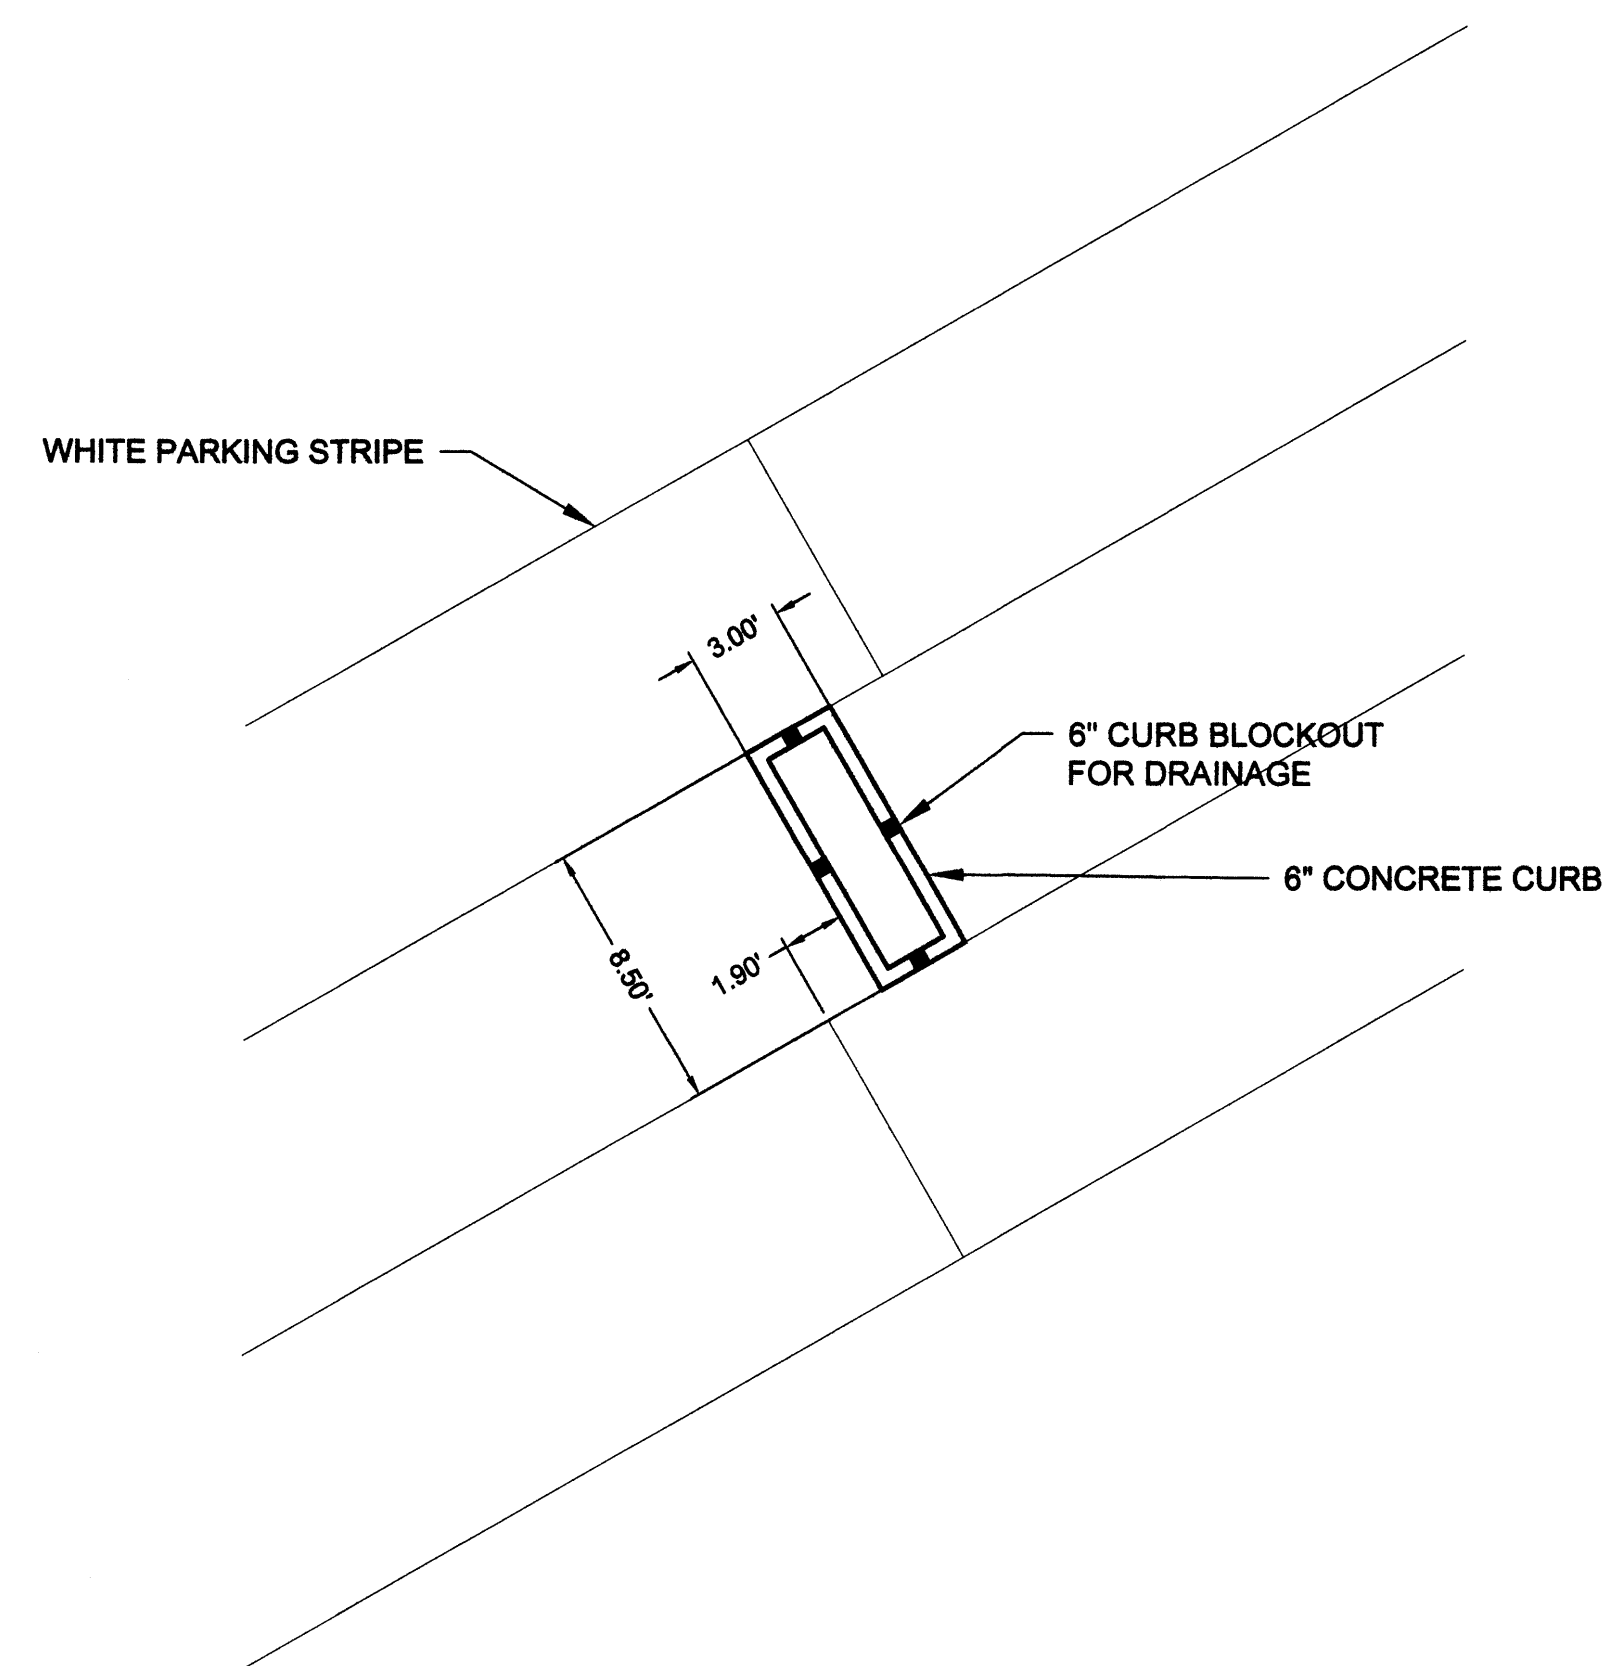 WHITE PARKING STRIPE
3.00'
6" CURB BLOCKOUT
FOR DRAINAGE
6" CONCRETE CURB
8.50'
1.90'